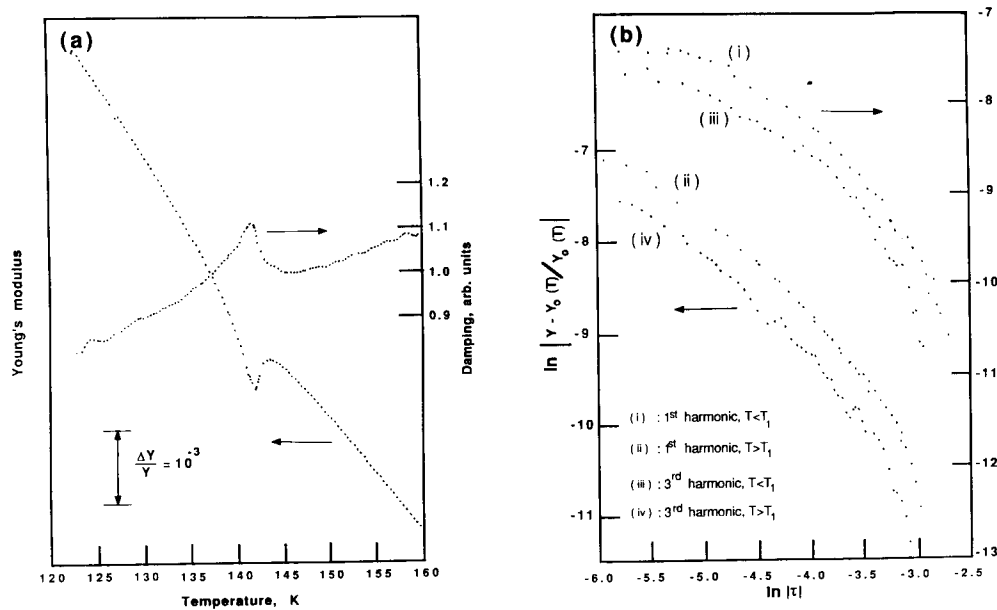 (a)
1.2
1.1
1.0
0.9
Young's modulus
Damping, arb. units
ΔY/Y = 10⁻³
120 125 130 135 140 145 150 155 160
Temperature, K
(b)
(i)
(iii)
(ii)
(iv)
-7
-8
-9
-10
-11
ln |Y - Y₀ (T)/Y₀ (T)|
-7
-8
-9
-10
-11
-12
-13
(i) : 1ˢᵗ harmonic, T<T₁
(ii) : 1ˢᵗ harmonic, T>T₁
(iii) : 3ʳᵈ harmonic, T<T₁
(iv) : 3ʳᵈ harmonic, T>T₁
-6.0 -5.5 -5.0 -4.5 -4.0 -3.5 -3.0 -2.5
ln |τ|